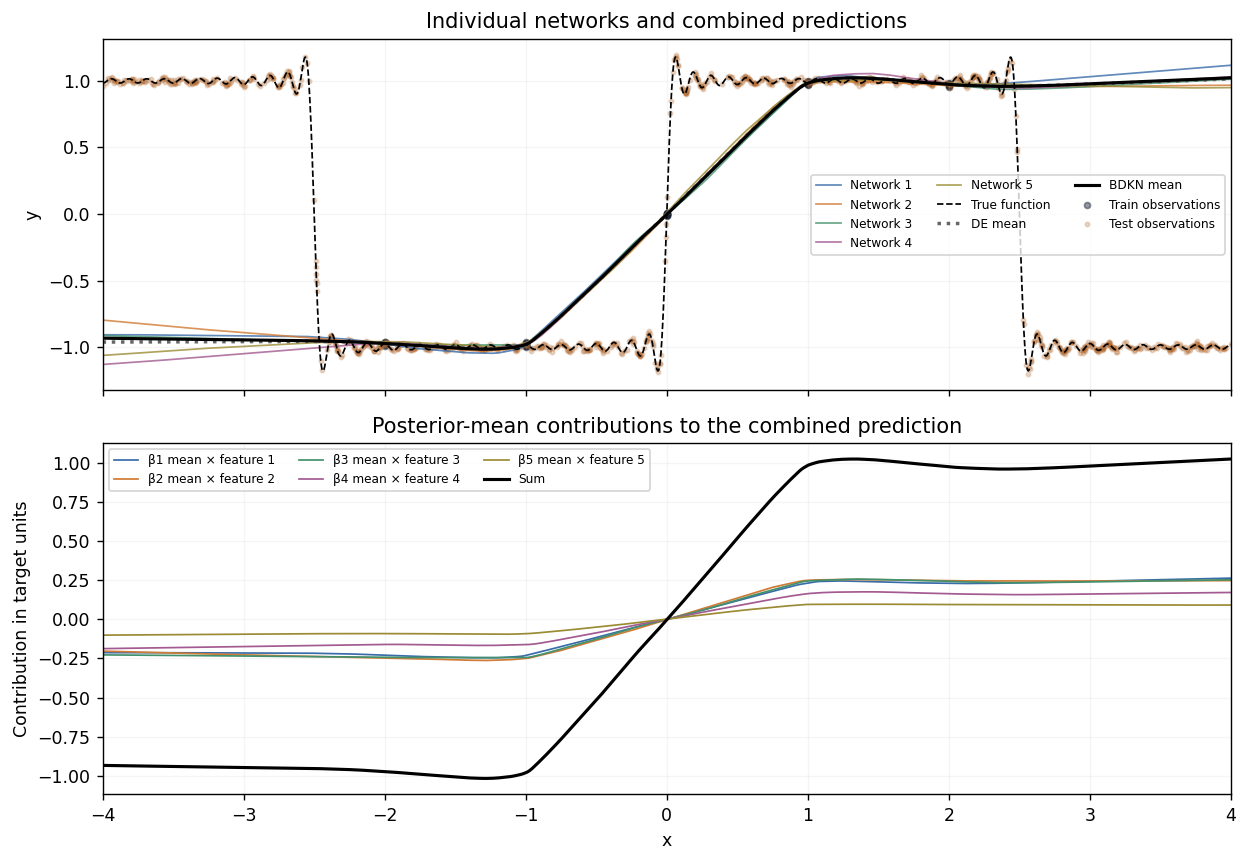 Individual networks and combined predictions
1.0
0.5
0.0
−0.5
−1.0
y
Network 1
Network 2
Network 3
Network 4
Network 5
True function
DE mean
BDKN mean
Train observations
Test observations
Posterior-mean contributions to the combined prediction
1.00
0.75
0.50
0.25
0.00
−0.25
−0.50
−0.75
−1.00
Contribution in target units
β1 mean × feature 1
β2 mean × feature 2
β3 mean × feature 3
β4 mean × feature 4
β5 mean × feature 5
Sum
−4 −3 −2 −1 0 1 2 3 4
x